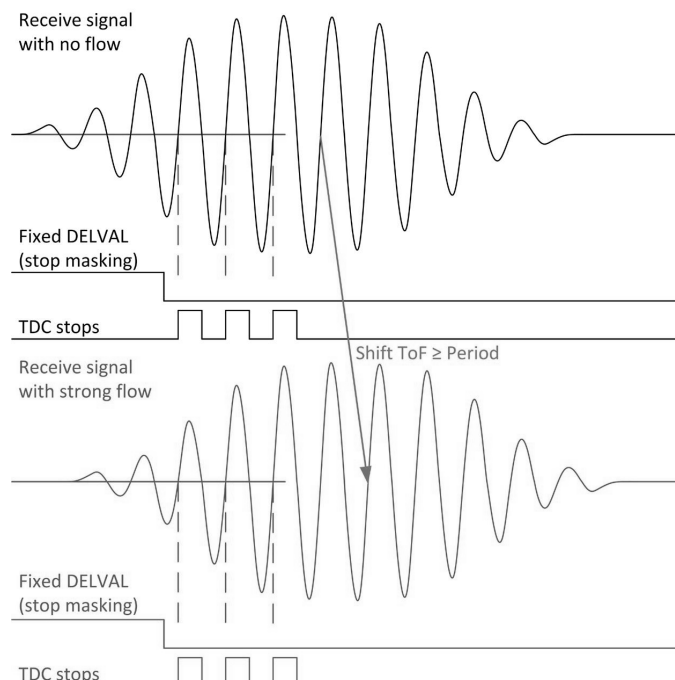 Receive signal
with no flow
Fixed DELVAL
(stop masking)
TDC stops
Shift ToF ≥ Period
Receive signal
with strong flow
Fixed DELVAL
(stop masking)
TDC stops